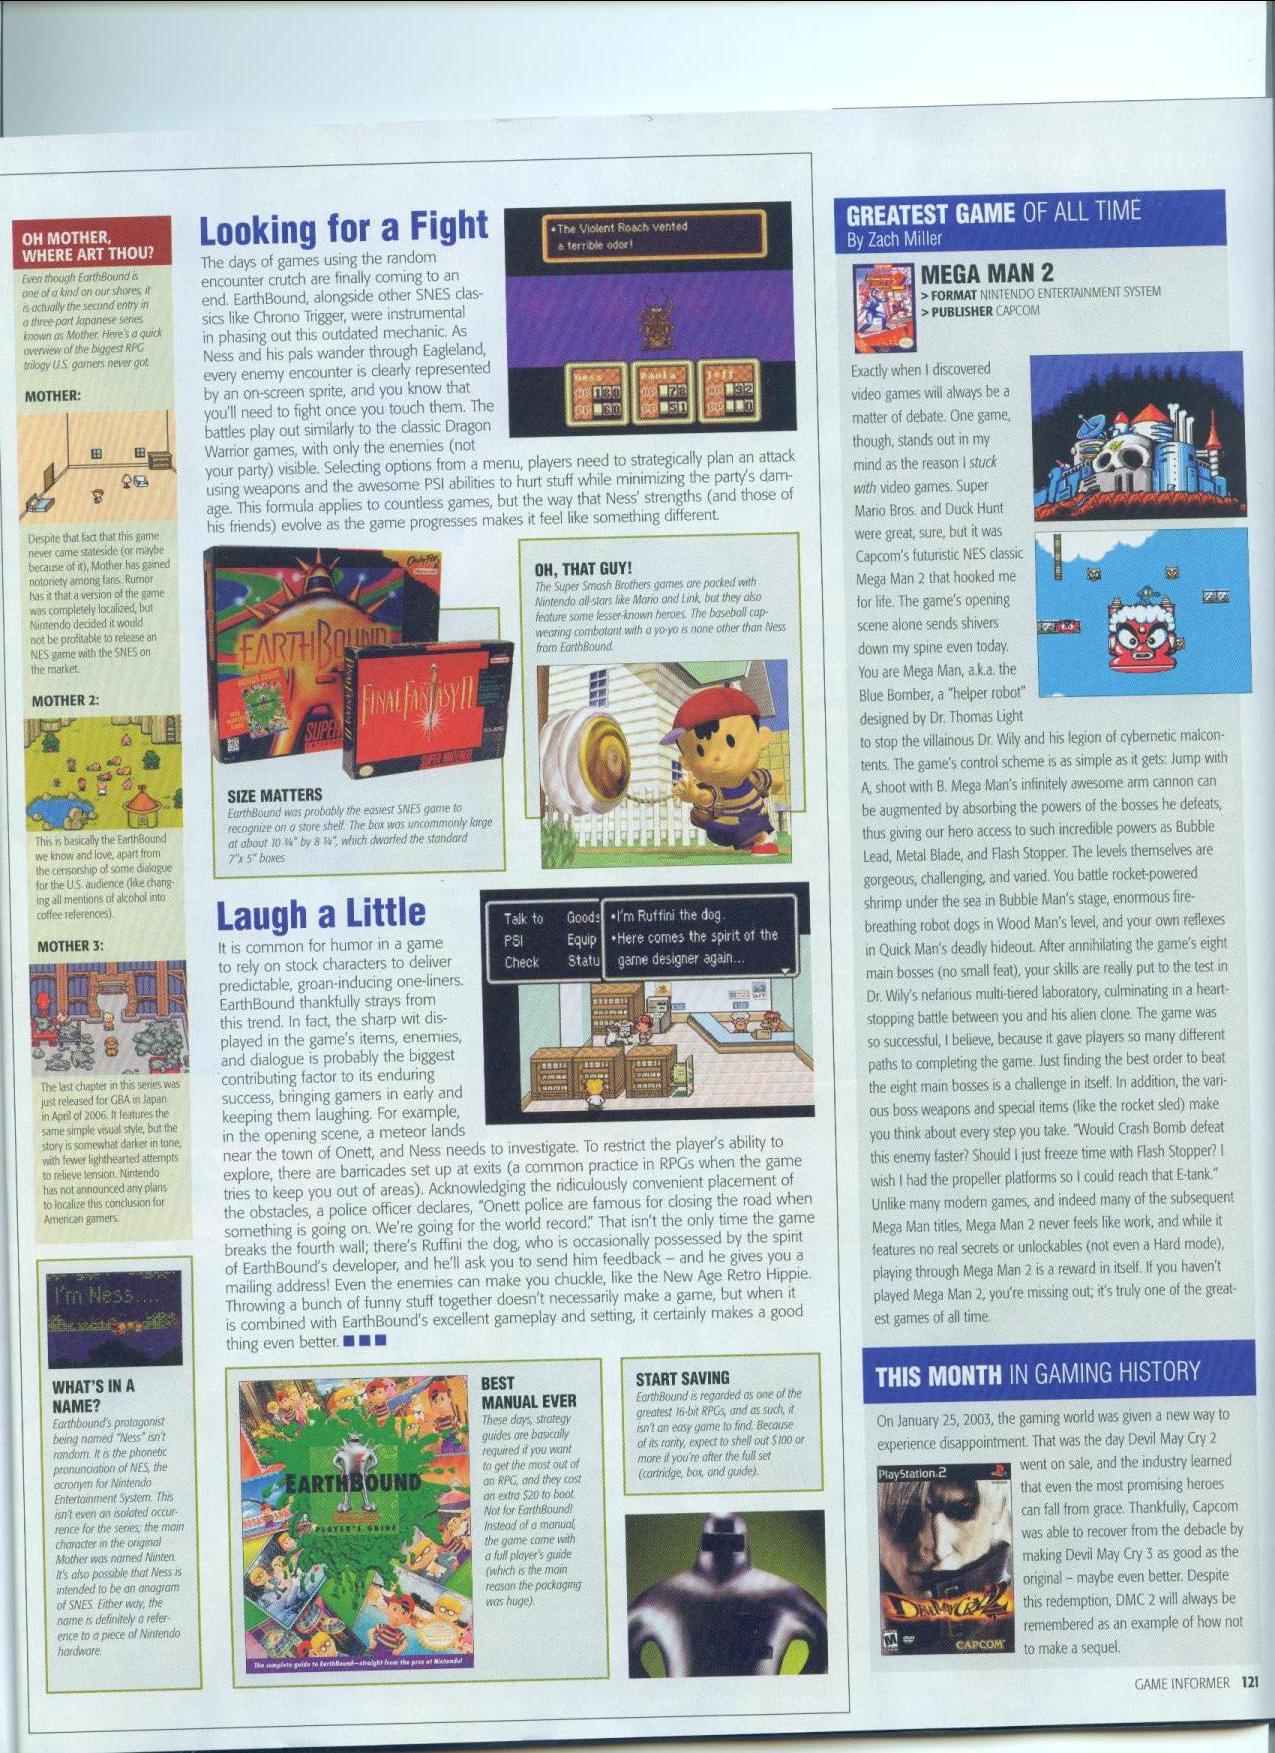 OH MOTHER,
WHERE ART THOU?
Even though EarthBound is
one of a kind on our shores, it
is actually the second entry in
a three-part Japanese series
known as Mother. Here's a quick
overview of the biggest RPG
trilogy U.S. gamers never got.
MOTHER:
Despite that fact that this game
never came stateside (or maybe
because of it), Mother has gained
notoriety among fans. Rumor
has it that a version of the game
was completely localized, but
Nintendo decided it would
not be profitable to release an
NES game with the SNES on
the market.
MOTHER 2:
This is basically the EarthBound
we know and love, apart from
the censorship of some dialogue
for the U.S. audience (like chang-
ing all mentions of alcohol into
coffee references).
MOTHER 3:
The last chapter in this series was
just released for GBA in Japan
in April of 2006. It features the
same simple visual style, but the
story is somewhat darker in tone,
with fewer lighthearted attempts
to relieve tension. Nintendo
has not announced any plans
to localize this conclusion for
American gamers.
I'm Ness....
WHAT'S IN A
NAME?
Earthbound's protagonist
being named "Ness" isn't
random. It is the phonetic
pronunciation of NES, the
acronym for Nintendo
Entertainment System. This
isn't even an isolated occur-
rence for the series; the main
character in the original
Mother was named Ninten.
It's also possible that Ness is
intended to be an anagram
of SNES. Either way, the
name is definitely a refer-
ence to a piece of Nintendo
hardware.
Looking for a Fight
The days of games using the random
encounter crutch are finally coming to an
end. EarthBound, alongside other SNES clas-
sics like Chrono Trigger, were instrumental
in phasing out this outdated mechanic. As
Ness and his pals wander through Eagleland,
every enemy encounter is clearly represented
by an on-screen sprite, and you know that
you'll need to fight once you touch them. The
battles play out similarly to the classic Dragon
Warrior games, with only the enemies (not
your party) visible. Selecting options from a menu, players need to strategically plan an attack
using weapons and the awesome PSI abilities to hurt stuff while minimizing the party's dam-
age. This formula applies to countless games, but the way that Ness' strengths (and those of
his friends) evolve as the game progresses makes it feel like something different.
•The Violent Roach vented
a terrible odor!
Ness
Paula
Jeff
EARTHBOUND
FINAL FANTASY II
SUPER NINTENDO
SIZE MATTERS
EarthBound was probably the easiest SNES game to
recognize on a store shelf. The box was uncommonly large
at about 10 ¼" by 8 ¼", which dwarfed the standard
7"x 5" boxes
OH, THAT GUY!
The Super Smash Brothers games are packed with
Nintendo all-stars like Mario and Link, but they also
feature some lesser-known heroes. The baseball cap-
wearing combatant with a yo-yo is none other than Ness
from EarthBound.
Laugh a Little
It is common for humor in a game
to rely on stock characters to deliver
predictable, groan-inducing one-liners.
EarthBound thankfully strays from
this trend. In fact, the sharp wit dis-
played in the game's items, enemies,
and dialogue is probably the biggest
contributing factor to its enduring
success, bringing gamers in early and
keeping them laughing. For example,
in the opening scene, a meteor lands
near the town of Onett, and Ness needs to investigate. To restrict the player's ability to
explore, there are barricades set up at exits (a common practice in RPGs when the game
tries to keep you out of areas). Acknowledging the ridiculously convenient placement of
the obstacles, a police officer declares, "Onett police are famous for closing the road when
something is going on. We're going for the world record." That isn't the only time the game
breaks the fourth wall; there's Ruffini the dog, who is occasionally possessed by the spirit
of EarthBound's developer, and he'll ask you to send him feedback – and he gives you a
mailing address! Even the enemies can make you chuckle, like the New Age Retro Hippie.
Throwing a bunch of funny stuff together doesn't necessarily make a game, but when it
is combined with EarthBound's excellent gameplay and setting, it certainly makes a good
thing even better.
Talk to Goods
PSI Equip
Check Statu
•I'm Ruffini the dog.
•Here comes the spirit of the
game designer again...
EARTHBOUND
PLAYER'S GUIDE
The complete guide to EarthBound—straight from the pros at Nintendo!
BEST
MANUAL EVER
These days, strategy
guides are basically
required if you want
to get the most out of
an RPG, and they cost
an extra $20 to boot.
Not for EarthBound!
Instead of a manual,
the game came with
a full player's guide
(which is the main
reason the packaging
was huge).
START SAVING
EarthBound is regarded as one of the
greatest 16-bit RPGs, and as such, it
isn't an easy game to find. Because
of its rarity, expect to shell out $100 or
more if you're after the full set
(cartridge, box, and guide).
GREATEST GAME OF ALL TIME
By Zach Miller
MEGA MAN 2
> FORMAT NINTENDO ENTERTAINMENT SYSTEM
> PUBLISHER CAPCOM
Exactly when I discovered
video games will always be a
matter of debate. One game,
though, stands out in my
mind as the reason I stuck
with video games. Super
Mario Bros. and Duck Hunt
were great, sure, but it was
Capcom's futuristic NES classic
Mega Man 2 that hooked me
for life. The game's opening
scene alone sends shivers
down my spine even today.
You are Mega Man, a.k.a. the
Blue Bomber, a "helper robot"
designed by Dr. Thomas Light
to stop the villainous Dr. Wily and his legion of cybernetic malcon-
tents. The game's control scheme is as simple as it gets: Jump with
A, shoot with B. Mega Man's infinitely awesome arm cannon can
be augmented by absorbing the powers of the bosses he defeats,
thus giving our hero access to such incredible powers as Bubble
Lead, Metal Blade, and Flash Stopper. The levels themselves are
gorgeous, challenging, and varied. You battle rocket-powered
shrimp under the sea in Bubble Man's stage, enormous fire-
breathing robot dogs in Wood Man's level, and your own reflexes
in Quick Man's deadly hideout. After annihilating the game's eight
main bosses (no small feat), your skills are really put to the test in
Dr. Wily's nefarious multi-tiered laboratory, culminating in a heart-
stopping battle between you and his alien clone. The game was
so successful, I believe, because it gave players so many different
paths to completing the game. Just finding the best order to beat
the eight main bosses is a challenge in itself. In addition, the vari-
ous boss weapons and special items (like the rocket sled) make
you think about every step you take. "Would Crash Bomb defeat
this enemy faster? Should I just freeze time with Flash Stopper? I
wish I had the propeller platforms so I could reach that E-tank."
Unlike many modern games, and indeed many of the subsequent
Mega Man titles, Mega Man 2 never feels like work, and while it
features no real secrets or unlockables (not even a Hard mode),
playing through Mega Man 2 is a reward in itself. If you haven't
played Mega Man 2, you're missing out; it's truly one of the great-
est games of all time.
THIS MONTH IN GAMING HISTORY
On January 25, 2003, the gaming world was given a new way to
experience disappointment. That was the day Devil May Cry 2
went on sale, and the industry learned
that even the most promising heroes
can fall from grace. Thankfully, Capcom
was able to recover from the debacle by
making Devil May Cry 3 as good as the
original – maybe even better. Despite
this redemption, DMC 2 will always be
remembered as an example of how not
to make a sequel.
PlayStation 2
Devil May Cry 2
CAPCOM
GAME INFORMER 121